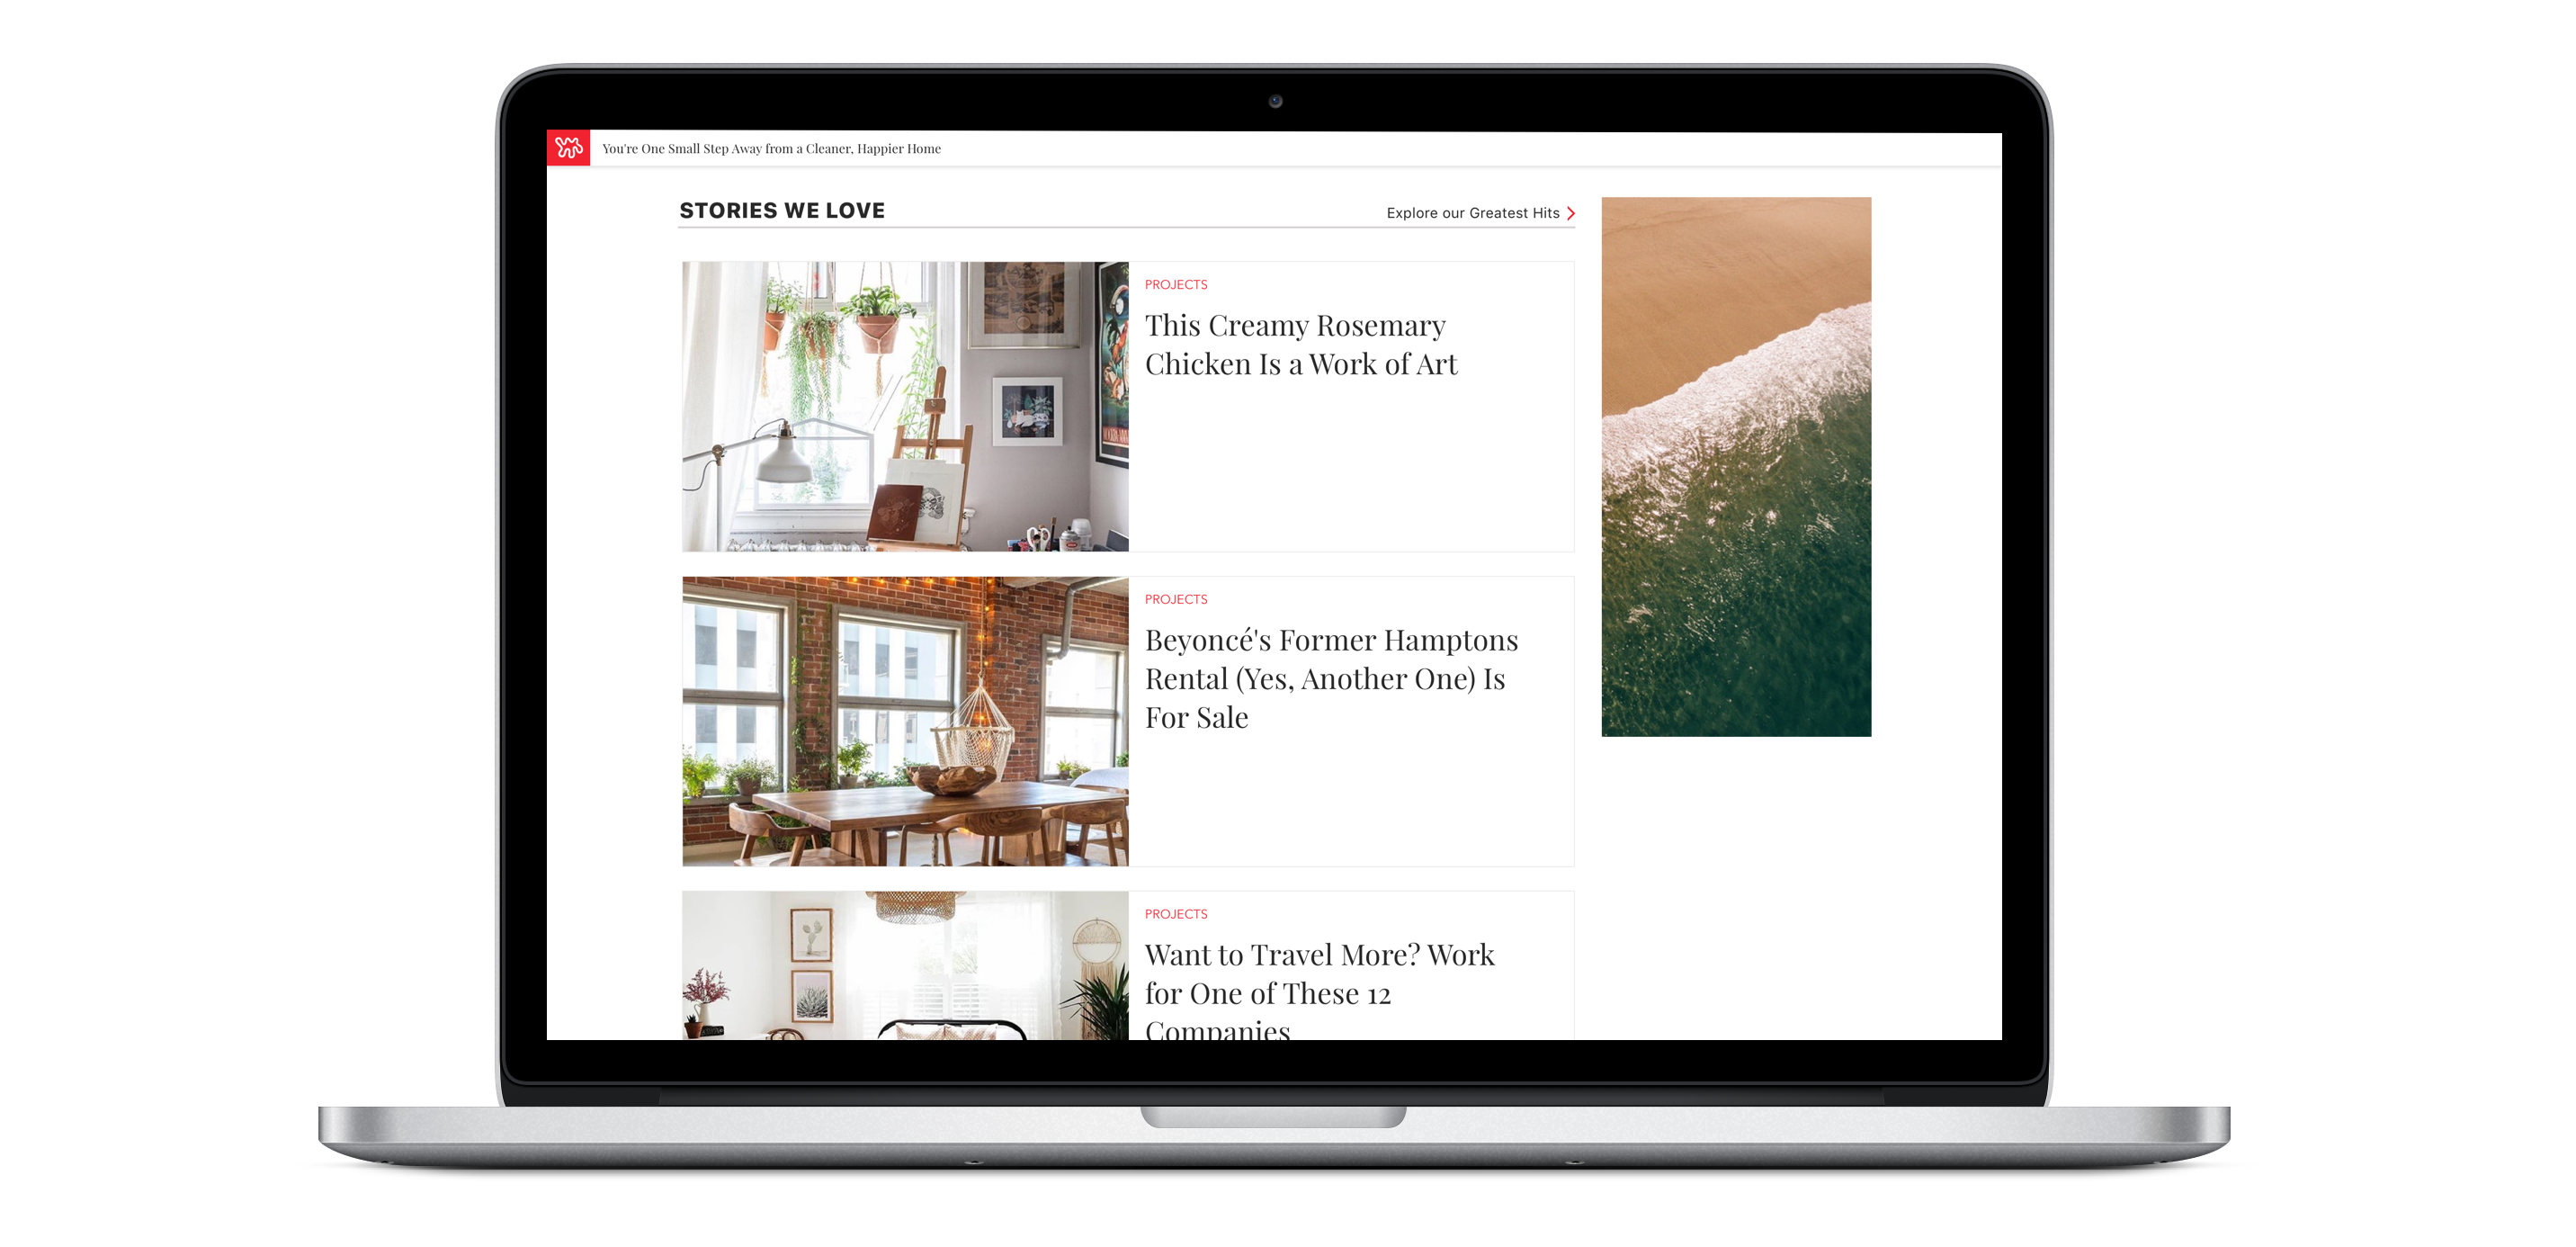 You're One Small Step Away from a Cleaner, Happier Home
STORIES WE LOVE
Explore our Greatest Hits
PROJECTS
This Creamy Rosemary
Chicken Is a Work of Art
PROJECTS
Beyoncé's Former Hamptons
Rental (Yes, Another One) Is
For Sale
PROJECTS
Want to Travel More? Work
for One of These 12
Companies